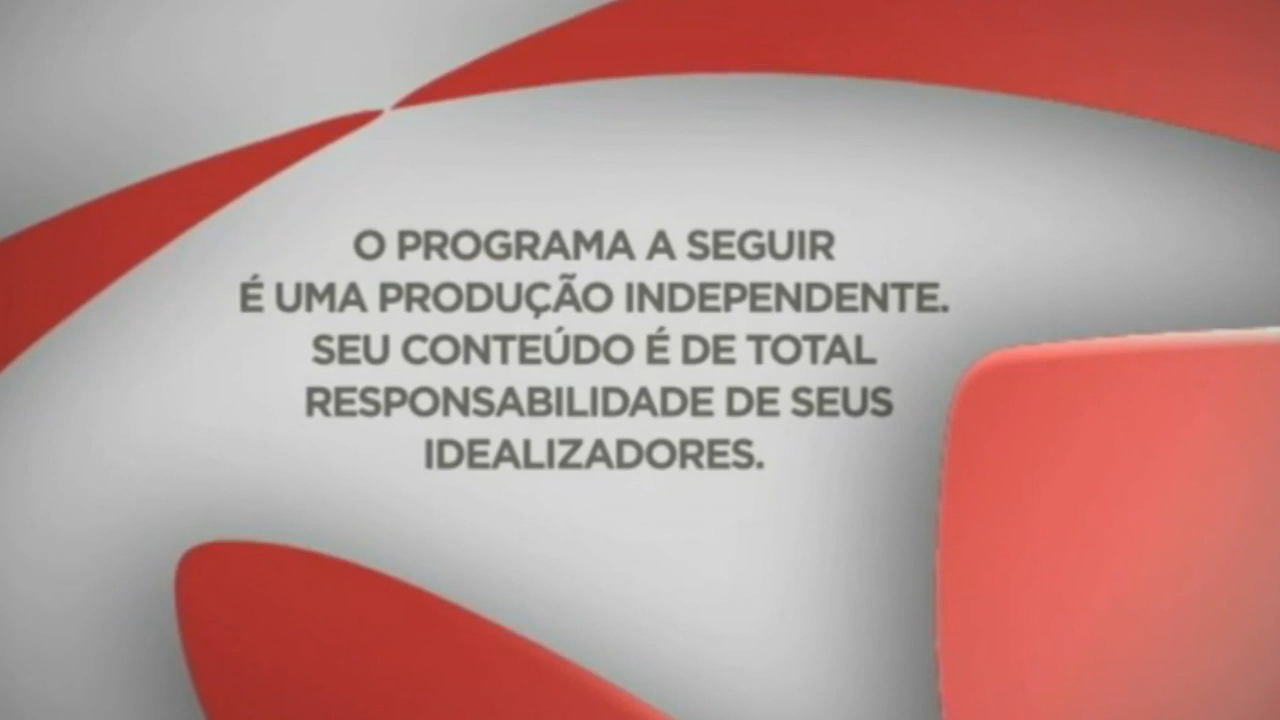 O PROGRAMA A SEGUIR
É UMA PRODUÇÃO INDEPENDENTE.
SEU CONTEÚDO É DE TOTAL
RESPONSABILIDADE DE SEUS
IDEALIZADORES.